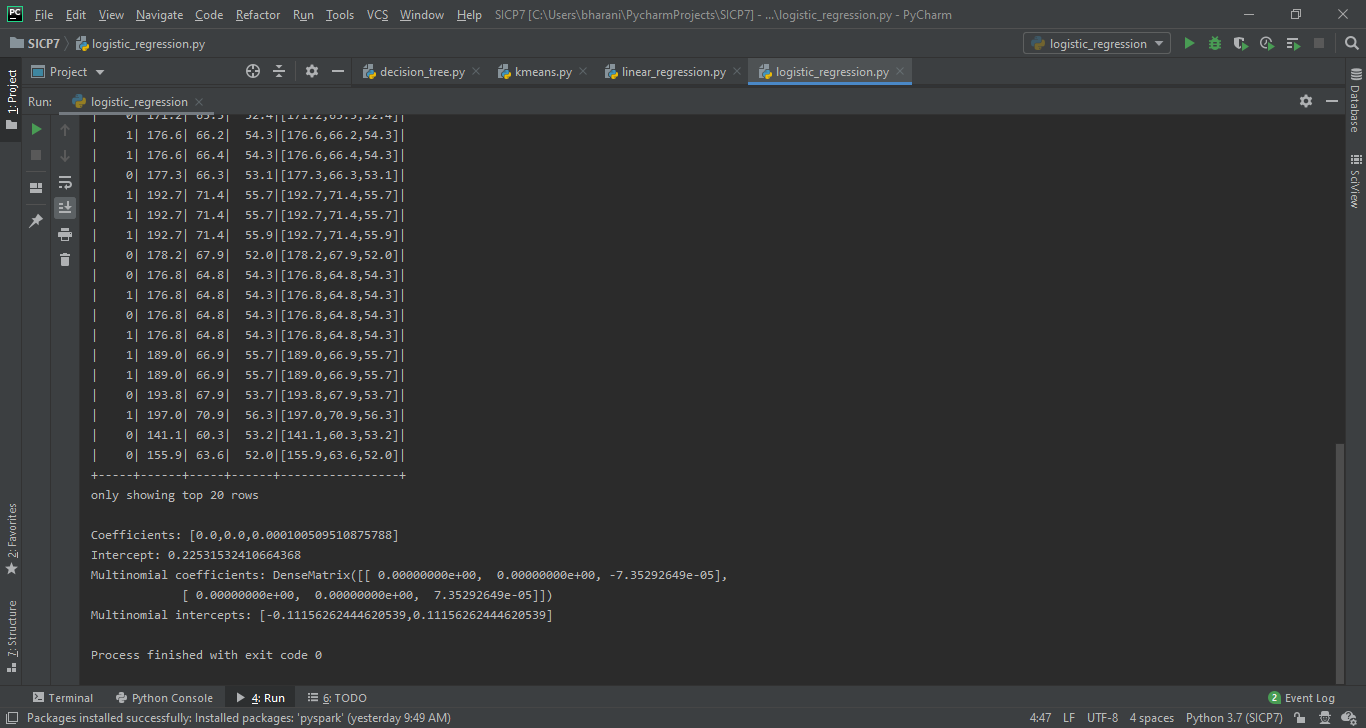 PC File Edit View Navigate Code Refactor Run Tools VCS Window Help SICP7 [C:\Users\bharani\PycharmProjects\SICP7] - ...\logistic_regression.py - PyCharm
SICP7 logistic_regression.py logistic_regression
1: Project
Project decision_tree.py kmeans.py linear_regression.py logistic_regression.py
Run: logistic_regression
Database
SciView
| 0| 171.2| 65.5| 52.4|[171.2,65.5,52.4]|
| 1| 176.6| 66.2| 54.3|[176.6,66.2,54.3]|
| 1| 176.6| 66.4| 54.3|[176.6,66.4,54.3]|
| 0| 177.3| 66.3| 53.1|[177.3,66.3,53.1]|
| 1| 192.7| 71.4| 55.7|[192.7,71.4,55.7]|
| 1| 192.7| 71.4| 55.7|[192.7,71.4,55.7]|
| 1| 192.7| 71.4| 55.9|[192.7,71.4,55.9]|
| 0| 178.2| 67.9| 52.0|[178.2,67.9,52.0]|
| 0| 176.8| 64.8| 54.3|[176.8,64.8,54.3]|
| 1| 176.8| 64.8| 54.3|[176.8,64.8,54.3]|
| 0| 176.8| 64.8| 54.3|[176.8,64.8,54.3]|
| 1| 176.8| 64.8| 54.3|[176.8,64.8,54.3]|
| 1| 189.0| 66.9| 55.7|[189.0,66.9,55.7]|
| 1| 189.0| 66.9| 55.7|[189.0,66.9,55.7]|
| 0| 193.8| 67.9| 53.7|[193.8,67.9,53.7]|
| 1| 197.0| 70.9| 56.3|[197.0,70.9,56.3]|
| 0| 141.1| 60.3| 53.2|[141.1,60.3,53.2]|
| 0| 155.9| 63.6| 52.0|[155.9,63.6,52.0]|
+-----+------+-----+------+----------------+
only showing top 20 rows
Coefficients: [0.0,0.0,0.000100509510875788]
Intercept: 0.22531532410664368
Multinomial coefficients: DenseMatrix([[ 0.00000000e+00, 0.00000000e+00, -7.35292649e-05],
[ 0.00000000e+00, 0.00000000e+00, 7.35292649e-05]])
Multinomial intercepts: [-0.11156262444620539,0.11156262444620539]
Process finished with exit code 0
2: Favorites
7: Structure
Terminal Python Console 4: Run 6: TODO 2 Event Log
Packages installed successfully: Installed packages: 'pyspark' (yesterday 9:49 AM) 4:47 LF UTF-8 4 spaces Python 3.7 (SICP7)